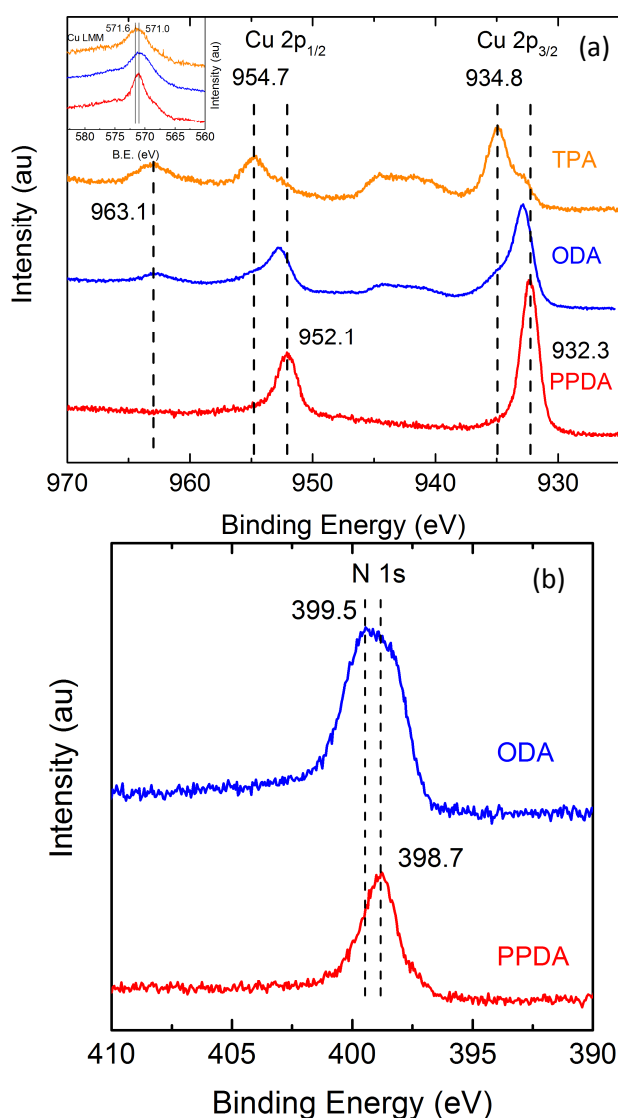 (a)
Cu 2p1/2
Cu 2p3/2
Cu LMM
571.6
571.0
Intensity (au)
580 575 570 565 560
B.E. (eV)
954.7
934.8
TPA
963.1
ODA
952.1
932.3
PPDA
Intensity (au)
970 960 950 940 930
Binding Energy (eV)
(b)
N 1s
399.5
ODA
398.7
PPDA
Intensity (au)
410 405 400 395 390
Binding Energy (eV)